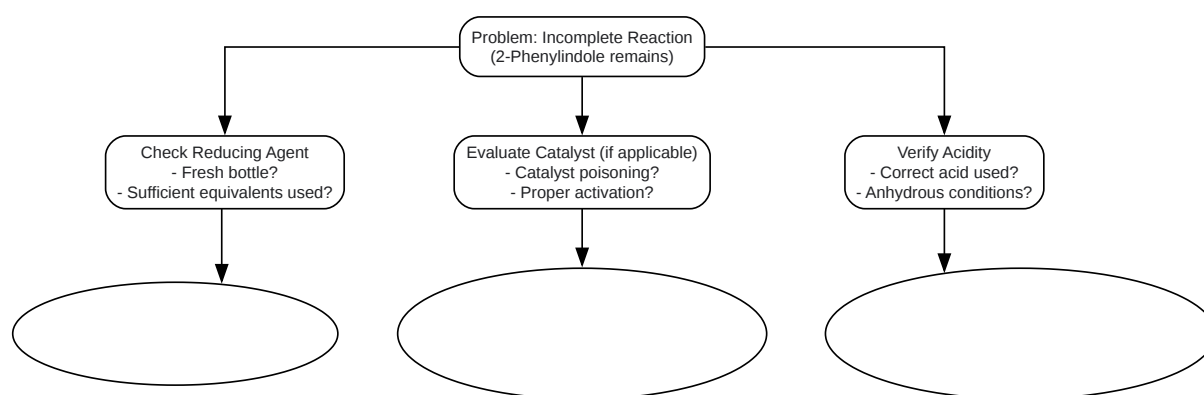 Problem: Incomplete Reaction
(2-Phenylindole remains)
Check Reducing Agent
- Fresh bottle?
- Sufficient equivalents used?
Evaluate Catalyst (if applicable)
- Catalyst poisoning?
- Proper activation?
Verify Acidity
- Correct acid used?
- Anhydrous conditions?